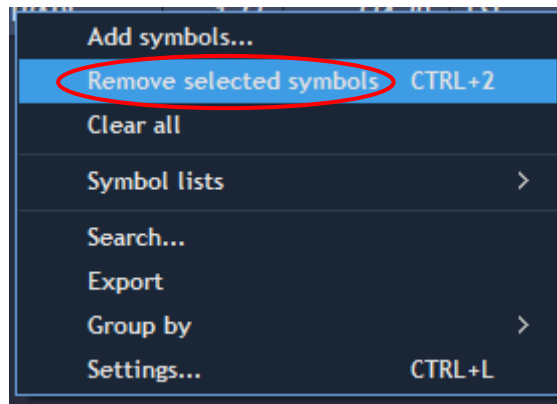 Add symbols...
Remove selected symbols CTRL+2
Clear all
Symbol lists >
Search...
Export
Group by >
Settings... CTRL+L